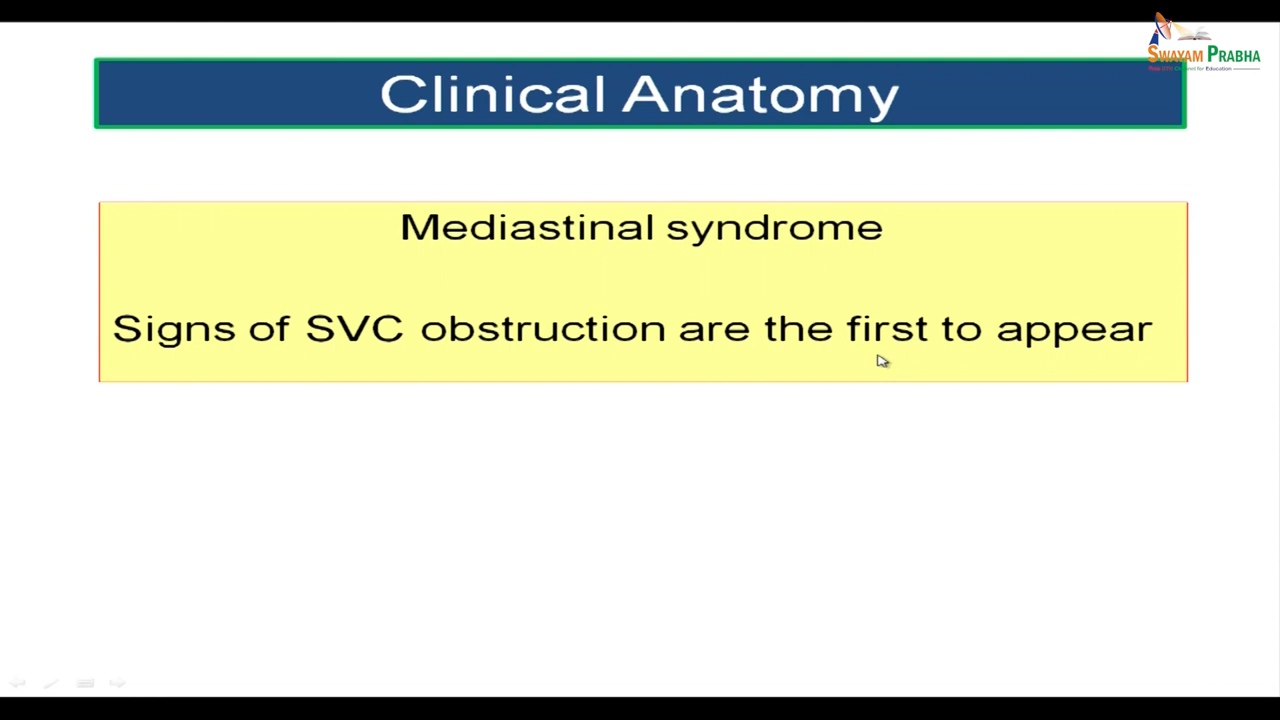 SWAYAM PRABHA
Clinical Anatomy
Mediastinal syndrome
Signs of SVC obstruction are the first to appear